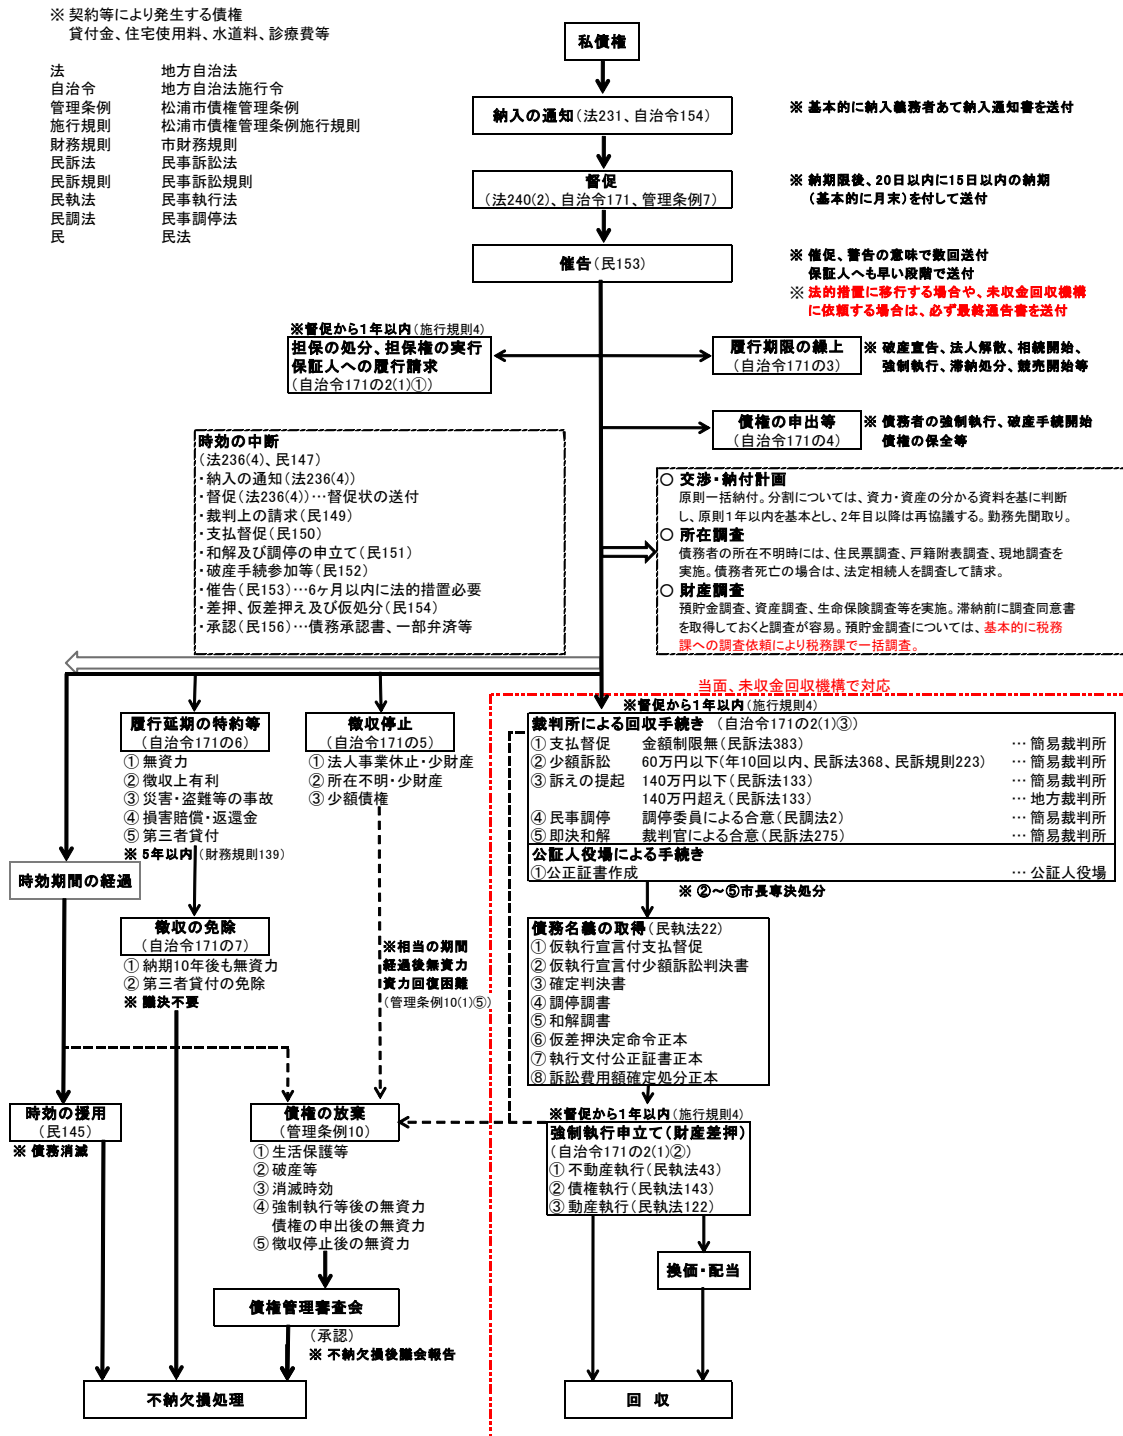 ※ 契約等により発生する債権
貸付金、住宅使用料、水道料、診療費等
法 地方自治法
自治令 地方自治法施行令
管理条例 松浦市債権管理条例
施行規則 松浦市債権管理条例施行規則
財務規則 市財務規則
民訴法 民事訴訟法
民訴規則 民事訴訟規則
民執法 民事執行法
民調法 民事調停法
民 民法
私債権
納入の通知(法231、自治令154)
※ 基本的に納入義務者あて納入通知書を送付
督促
(法240(2)、自治令171、管理条例7)
※ 納期限後、20日以内に15日以内の納期
(基本的に月末)を付して送付
催告(民153)
※ 催促、警告の意味で数回送付
保証人へも早い段階で送付
※ 法的措置に移行する場合や、未収金回収機構
に依頼する場合は、必ず最終通告書を送付
※督促から1年以内(施行規則4)
担保の処分、担保権の実行
保証人への履行請求
(自治令171の2(1)①)
履行期限の繰上
(自治令171の3)
※ 破産宣告、法人解散、相続開始、
強制執行、滞納処分、競売開始等
債権の申出等
(自治令171の4)
※ 債務者の強制執行、破産手続開始
債権の保全等
時効の中断
(法236(4)、民147)
・納入の通知(法236(4))
・督促(法236(4))…督促状の送付
・裁判上の請求(民149)
・支払督促(民150)
・和解及び調停の申立て(民151)
・破産手続参加等(民152)
・催告(民153)…6ヶ月以内に法的措置必要
・差押、仮差押え及び仮処分(民154)
・承認(民156)…債務承認書、一部弁済等
○ 交渉・納付計画
原則一括納付。分割については、資力・資産の分かる資料を基に判断
し、原則1年以内を基本とし、2年目以降は再協議する。勤務先聞取り。
○ 所在調査
債務者の所在不明時には、住民票調査、戸籍附表調査、現地調査を
実施。債務者死亡の場合は、法定相続人を調査して請求。
○ 財産調査
預貯金調査、資産調査、生命保険調査等を実施。滞納前に調査同意書
を取得しておくと調査が容易。預貯金調査については、基本的に税務
課への調査依頼により税務課で一括調査。
当面、未収金回収機構で対応
履行延期の特約等
(自治令171の6)
① 無資力
② 徴収上有利
③ 災害・盗難等の事故
④ 損害賠償・返還金
⑤ 第三者貸付
※ 5年以内(財務規則139)
徴収停止
(自治令171の5)
① 法人事業休止・少財産
② 所在不明・少財産
③ 少額債権
※督促から1年以内(施行規則4)
裁判所による回収手続き (自治令171の2(1)③)
① 支払督促 金額制限無(民訴法383) … 簡易裁判所
② 少額訴訟 60万円以下(年10回以内、民訴法368、民訴規則223) … 簡易裁判所
③ 訴えの提起 140万円以下(民訴法133) … 簡易裁判所
140万円超え(民訴法133) … 地方裁判所
④ 民事調停 調停委員による合意(民調法2) … 簡易裁判所
⑤ 即決和解 裁判官による合意(民訴法275) … 簡易裁判所
公証人役場による手続き
①公正証書作成 … 公証人役場
※ ②～⑤市長専決処分
時効期間の経過
徴収の免除
(自治令171の7)
① 納期10年後も無資力
② 第三者貸付の免除
※ 議決不要
※相当の期間
経過後無資力
資力回復困難
(管理条例10(1)⑤)
債務名義の取得(民執法22)
① 仮執行宣言付支払督促
② 仮執行宣言付少額訴訟判決書
③ 確定判決書
④ 調停調書
⑤ 和解調書
⑥ 仮差押決定命令正本
⑦ 執行文付公正証書正本
⑧ 訴訟費用額確定処分正本
時効の援用
(民145)
※ 債務消滅
債権の放棄
(管理条例10)
① 生活保護等
② 破産等
③ 消滅時効
④ 強制執行等後の無資力
債権の申出後の無資力
⑤ 徴収停止後の無資力
※督促から1年以内(施行規則4)
強制執行申立て(財産差押)
(自治令171の2(1)②)
① 不動産執行(民執法43)
② 債権執行(民執法143)
③ 動産執行(民執法122)
換価・配当
債権管理審査会
(承認)
※ 不納欠損後議会報告
不納欠損処理
回 収